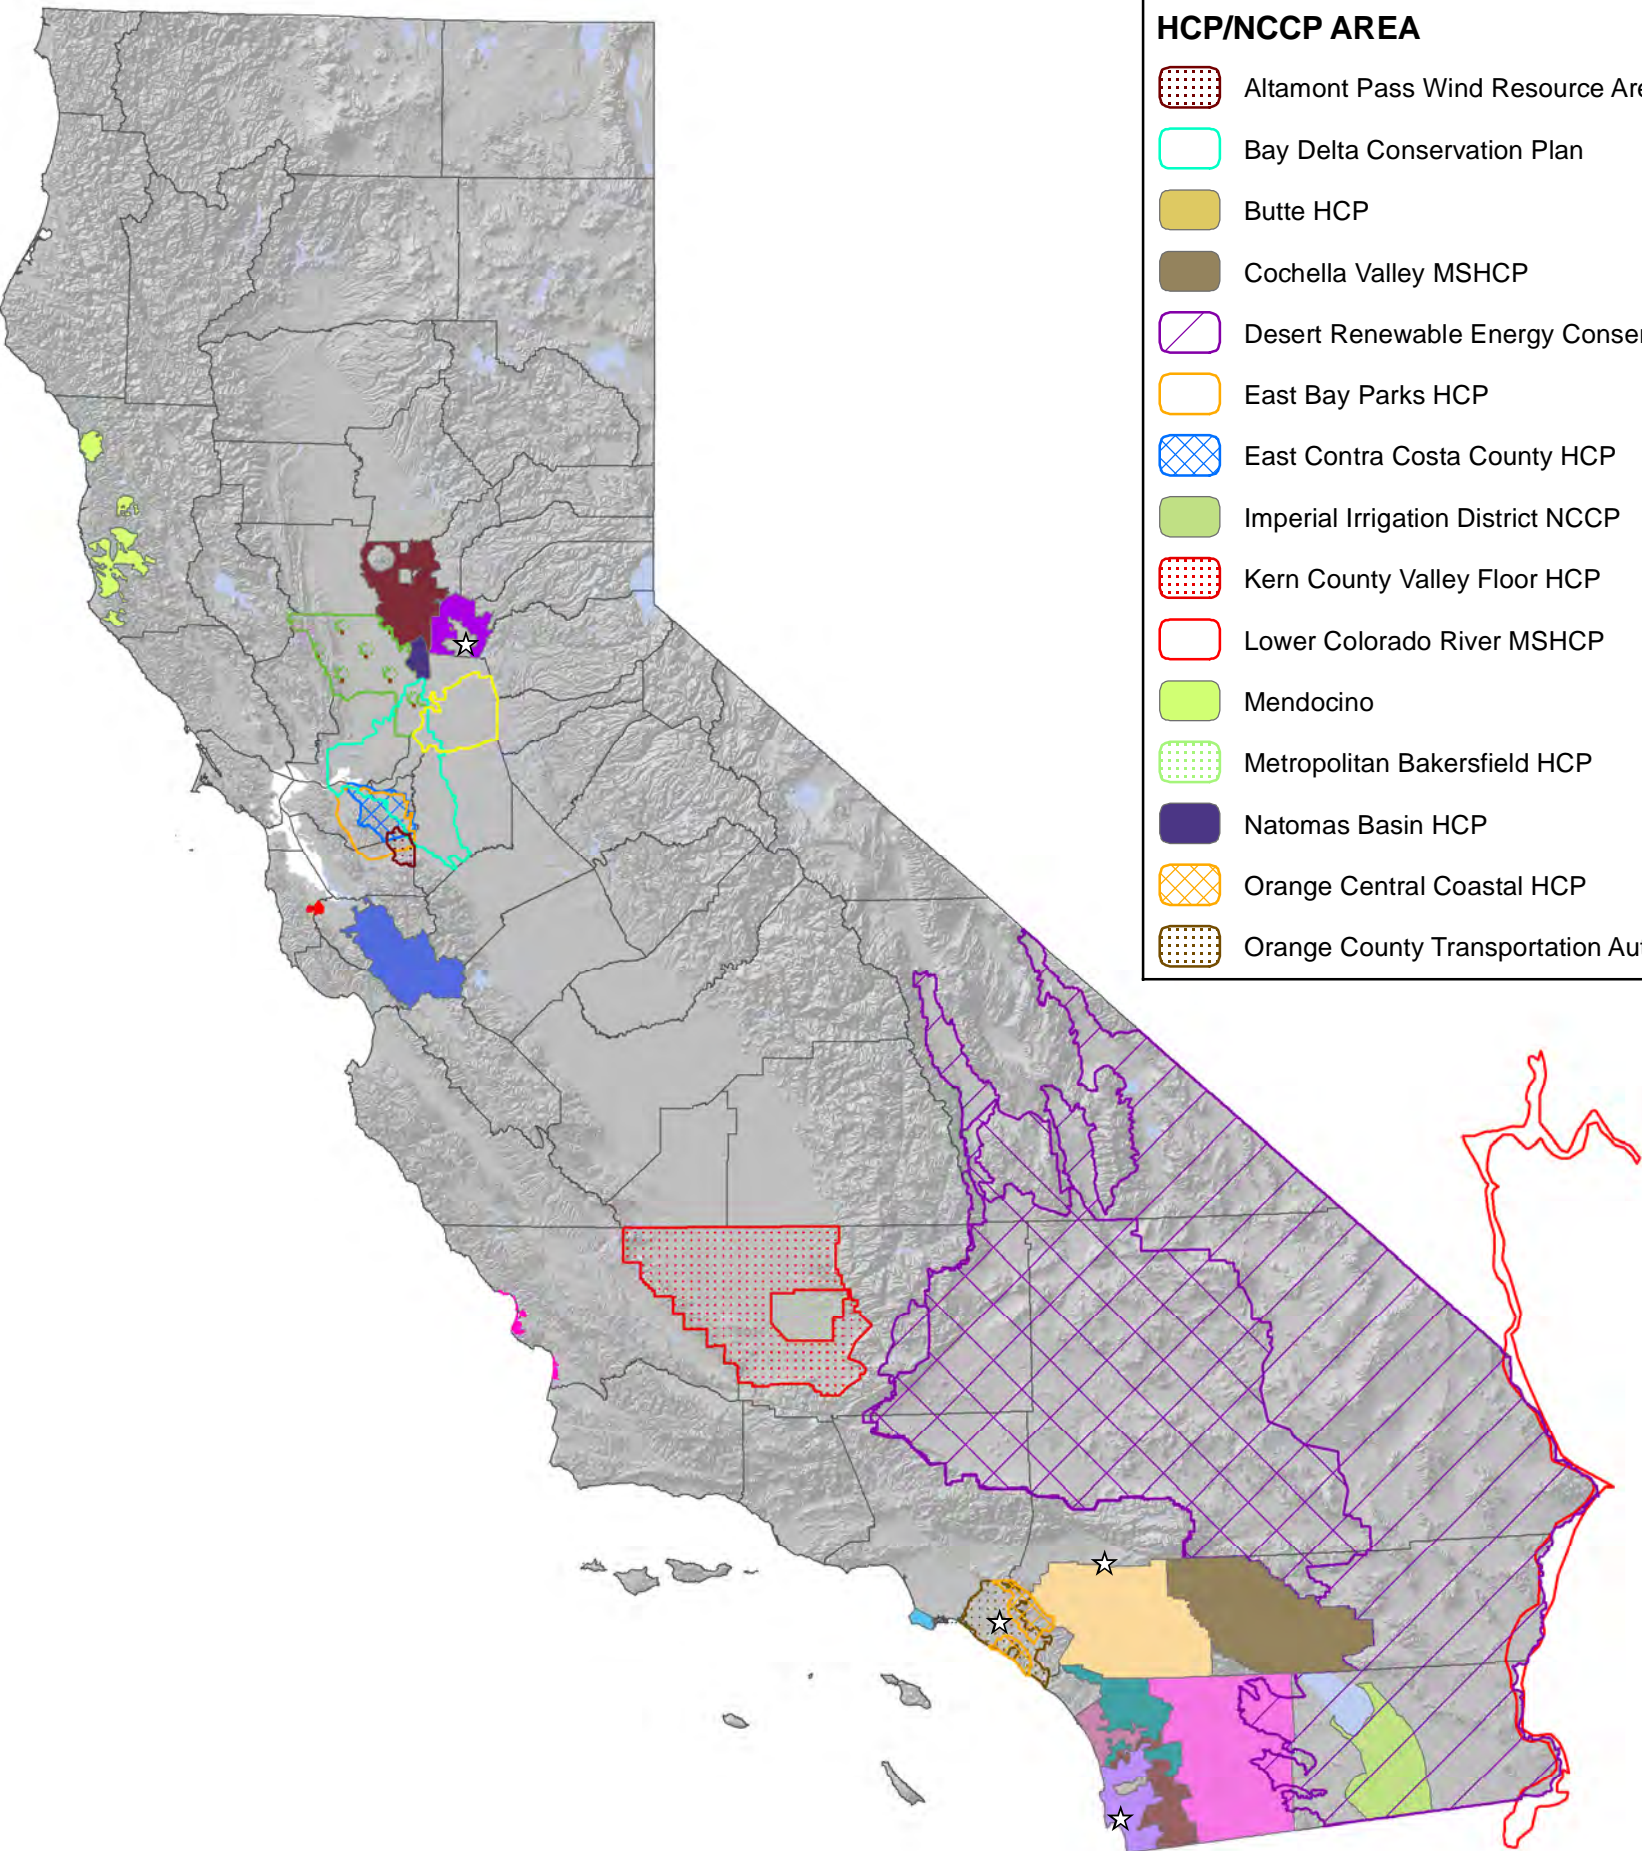 HCP/NCCP AREA
Altamont Pass Wind Resource Are
Bay Delta Conservation Plan
Butte HCP
Cochella Valley MSHCP
Desert Renewable Energy Conser
East Bay Parks HCP
East Contra Costa County HCP
Imperial Irrigation District NCCP
Kern County Valley Floor HCP
Lower Colorado River MSHCP
Mendocino
Metropolitan Bakersfield HCP
Natomas Basin HCP
Orange Central Coastal HCP
Orange County Transportation Aut